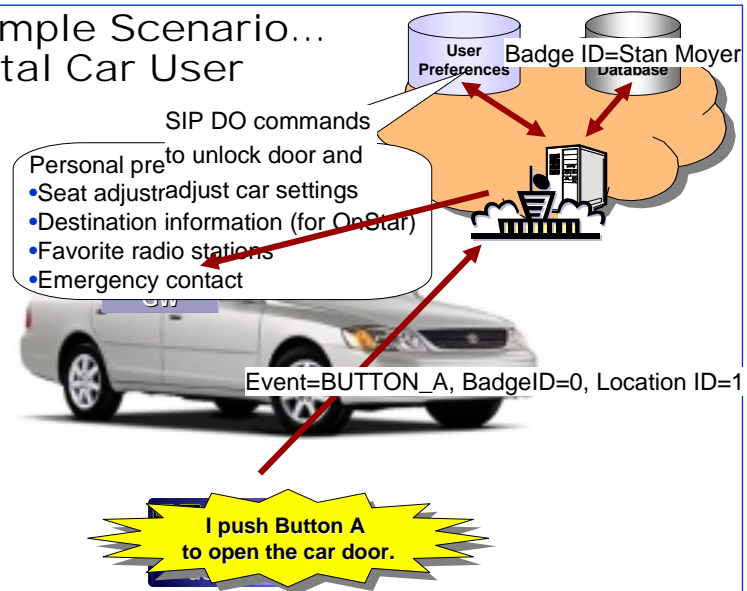 mple Scenario...
tal Car User
User
Preferences
Badge ID=Stan Moyer
Database
SIP DO commands
to unlock door and
adjust car settings
Personal pre
•Seat adjustr
•Destination information (for OnStar)
•Favorite radio stations
•Emergency contact
GW
Event=BUTTON_A, BadgeID=0, Location ID=1
I push Button A
to open the car door.